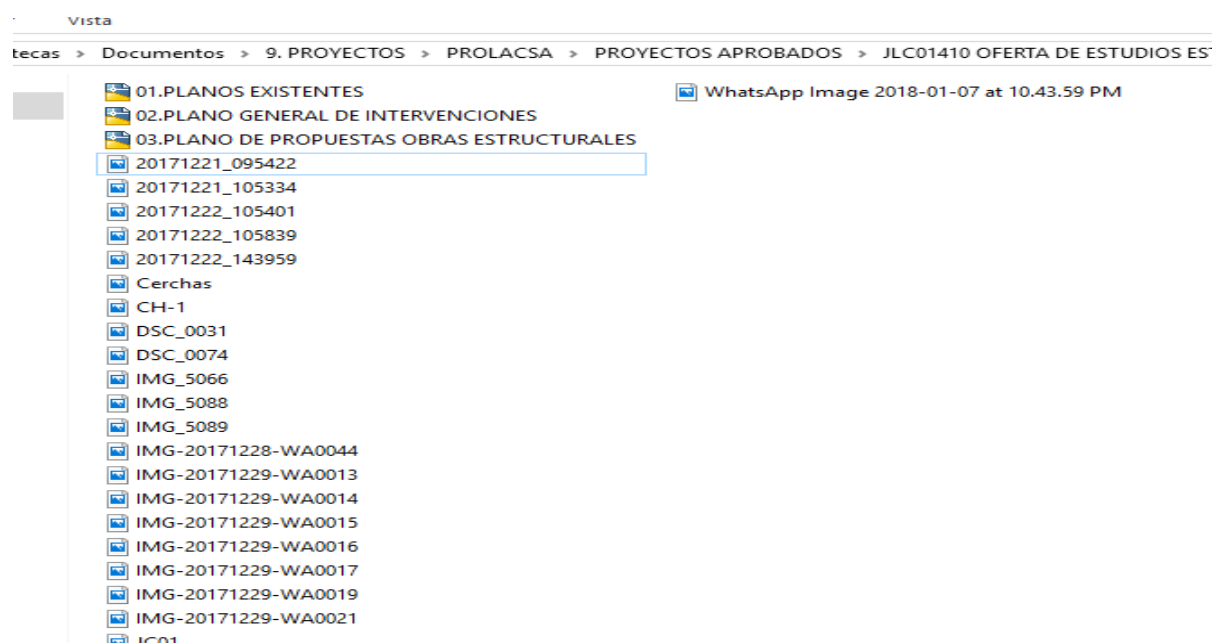 Vista
tecas > Documentos > 9. PROYECTOS > PROLACSA > PROYECTOS APROBADOS > JLC01410 OFERTA DE ESTUDIOS EST
01.PLANOS EXISTENTES
02.PLANO GENERAL DE INTERVENCIONES
03.PLANO DE PROPUESTAS OBRAS ESTRUCTURALES
20171221_095422
20171221_105334
20171222_105401
20171222_105839
20171222_143959
Cerchas
CH-1
DSC_0031
DSC_0074
IMG_5066
IMG_5088
IMG_5089
IMG-20171228-WA0044
IMG-20171229-WA0013
IMG-20171229-WA0014
IMG-20171229-WA0015
IMG-20171229-WA0016
IMG-20171229-WA0017
IMG-20171229-WA0019
IMG-20171229-WA0021
JC01
WhatsApp Image 2018-01-07 at 10.43.59 PM